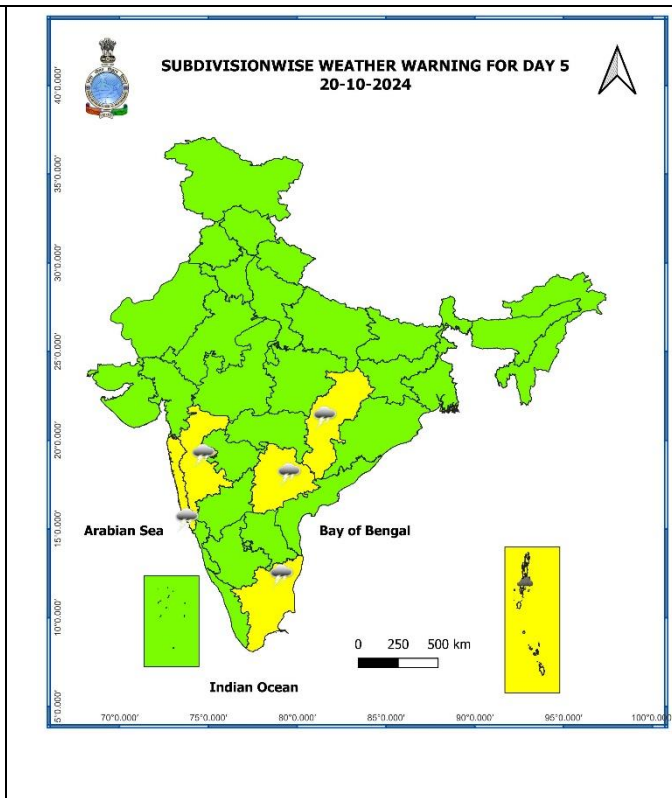 SUBDIVISIONWISE WEATHER WARNING FOR DAY 5
20-10-2024
40°0.000'
35°0.000'
30°0.000'
25°0.000'
20°0.000'
15°0.000'
10°0.000'
5°0.000'
Arabian Sea
Bay of Bengal
0 250 500 km
Indian Ocean
70°0.000' 75°0.000' 80°0.000' 85°0.000' 90°0.000' 95°0.000' 100°0.000'